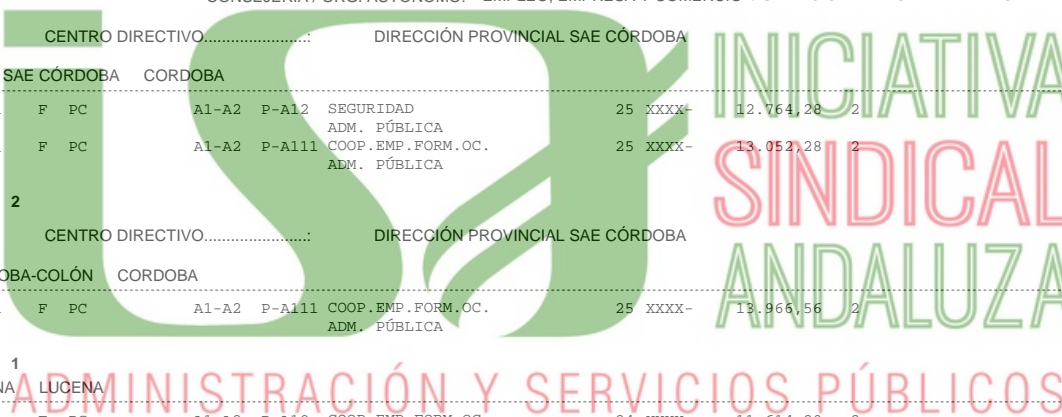 CENTRO DIRECTIVO.......................: DIRECCIÓN PROVINCIAL SAE CÓRDOBA
SAE CÓRDOBA CORDOBA
F PC A1-A2 P-A12 SEGURIDAD 25 XXXX- 12.764,28 2
ADM. PÚBLICA
F PC A1-A2 P-A111 COOP.EMP.FORM.OC. 25 XXXX- 13.052,28 2
ADM. PÚBLICA
2
CENTRO DIRECTIVO.......................: DIRECCIÓN PROVINCIAL SAE CÓRDOBA
OBA-COLÓN CORDOBA
F PC A1-A2 P-A111 COOP.EMP.FORM.OC. 25 XXXX- 13.966,56 2
ADM. PÚBLICA
1
NA LUCENA
isa
INICIATIVA
SINDICAL
ANDALUZA
ADMINISTRACIÓN Y SERVICIOS PÚBLICOS